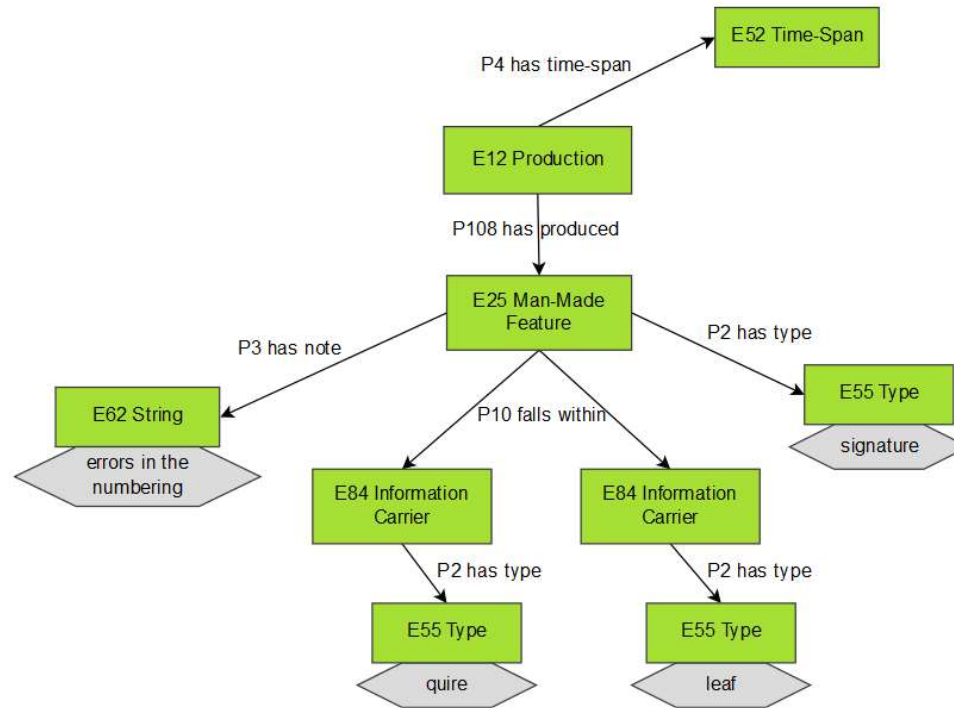 E52 Time-Span
P4 has time-span
E12 Production
P108 has produced
E25 Man-Made
Feature
P3 has note
P2 has type
E62 String
errors in the
numbering
P10 falls within
E55 Type
signature
E84 Information
Carrier
E84 Information
Carrier
P2 has type
P2 has type
E55 Type
quire
E55 Type
leaf